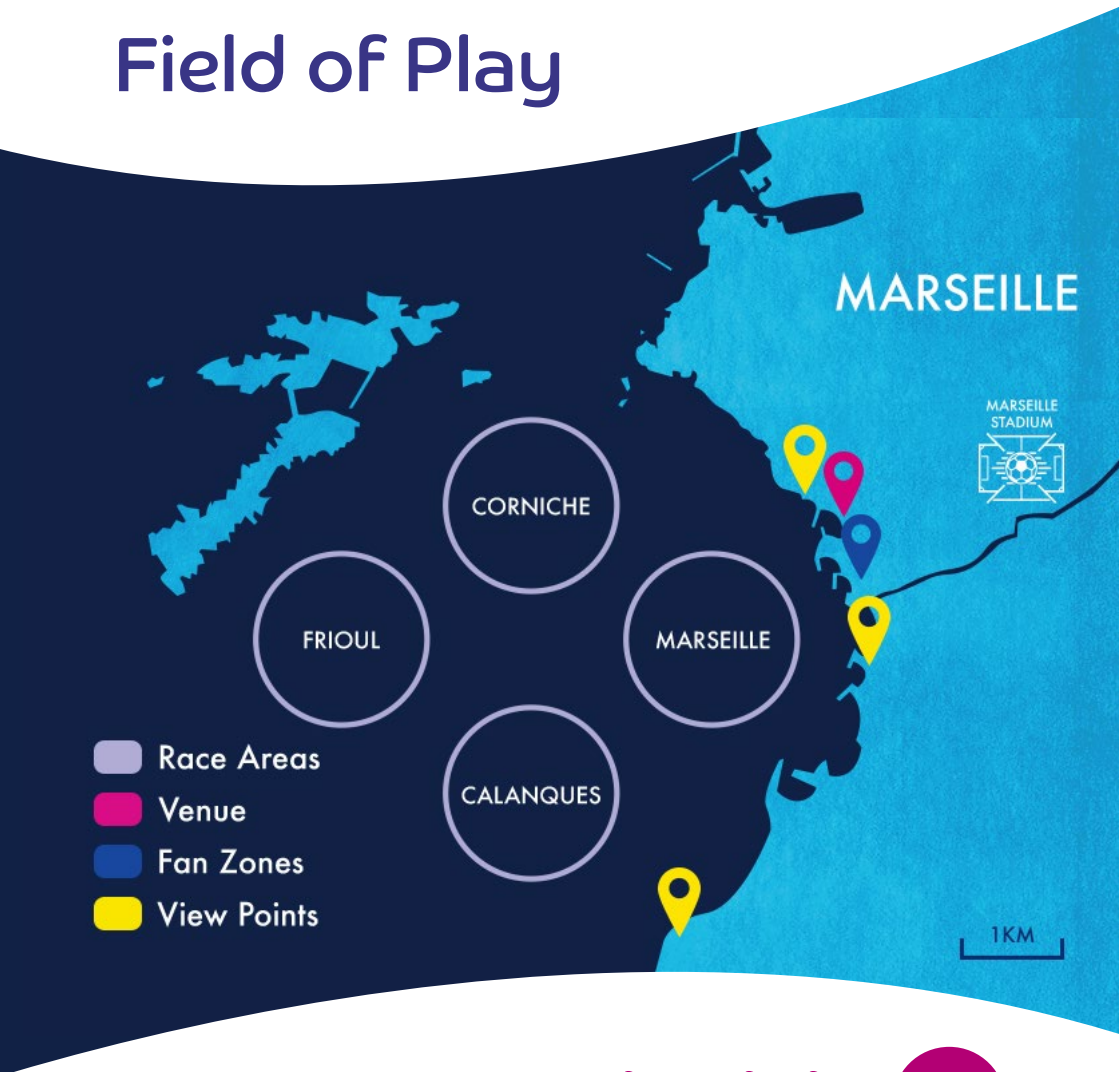 Field of Play
MARSEILLE
MARSEILLE
STADIUM
CORNICHE
FRIOUL
MARSEILLE
CALANQUES
Race Areas
Venue
Fan Zones
View Points
1KM